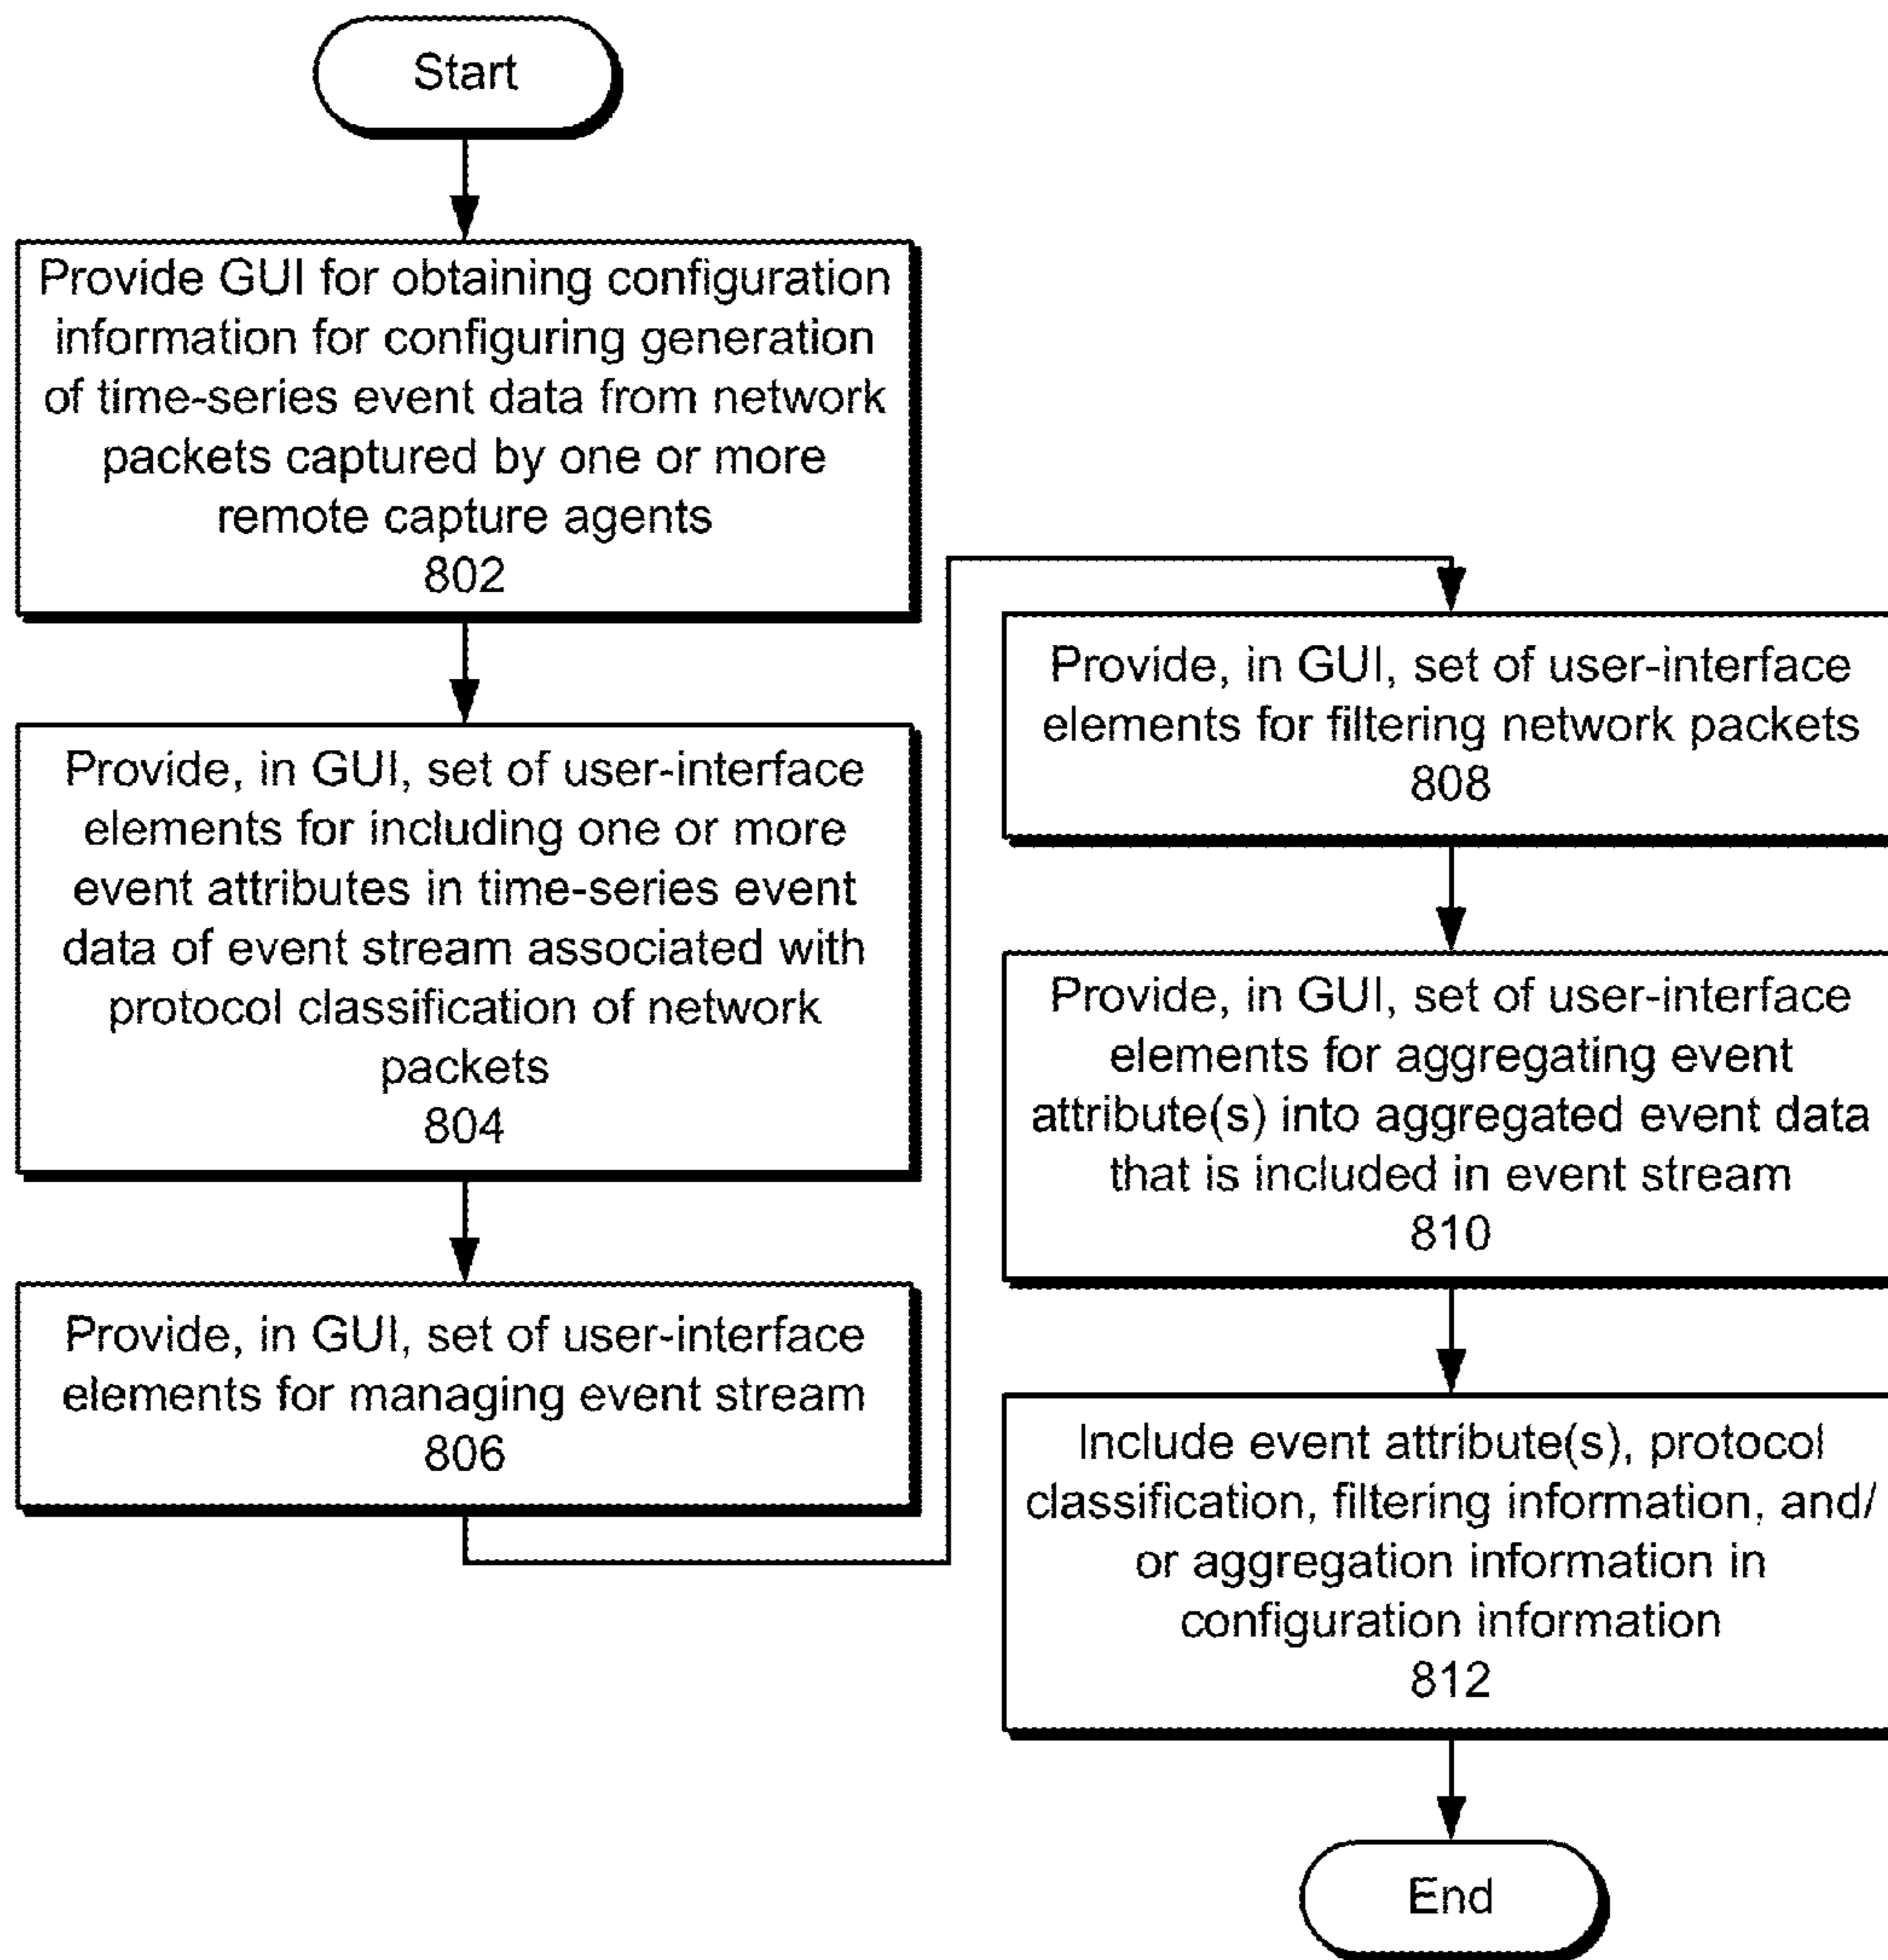 Start
Provide GUI for obtaining configuration
information for configuring generation
of time-series event data from network
packets captured by one or more
remote capture agents
802
Provide, in GUI, set of user-interface
elements for including one or more
event attributes in time-series event
data of event stream associated with
protocol classification of network
packets
804
Provide, in GUI, set of user-interface
elements for managing event stream
806
Provide, in GUI, set of user-interface
elements for filtering network packets
808
Provide, in GUI, set of user-interface
elements for aggregating event
attribute(s) into aggregated event data
that is included in event stream
810
Include event attribute(s), protocol
classification, filtering information, and/
or aggregation information in
configuration information
812
End